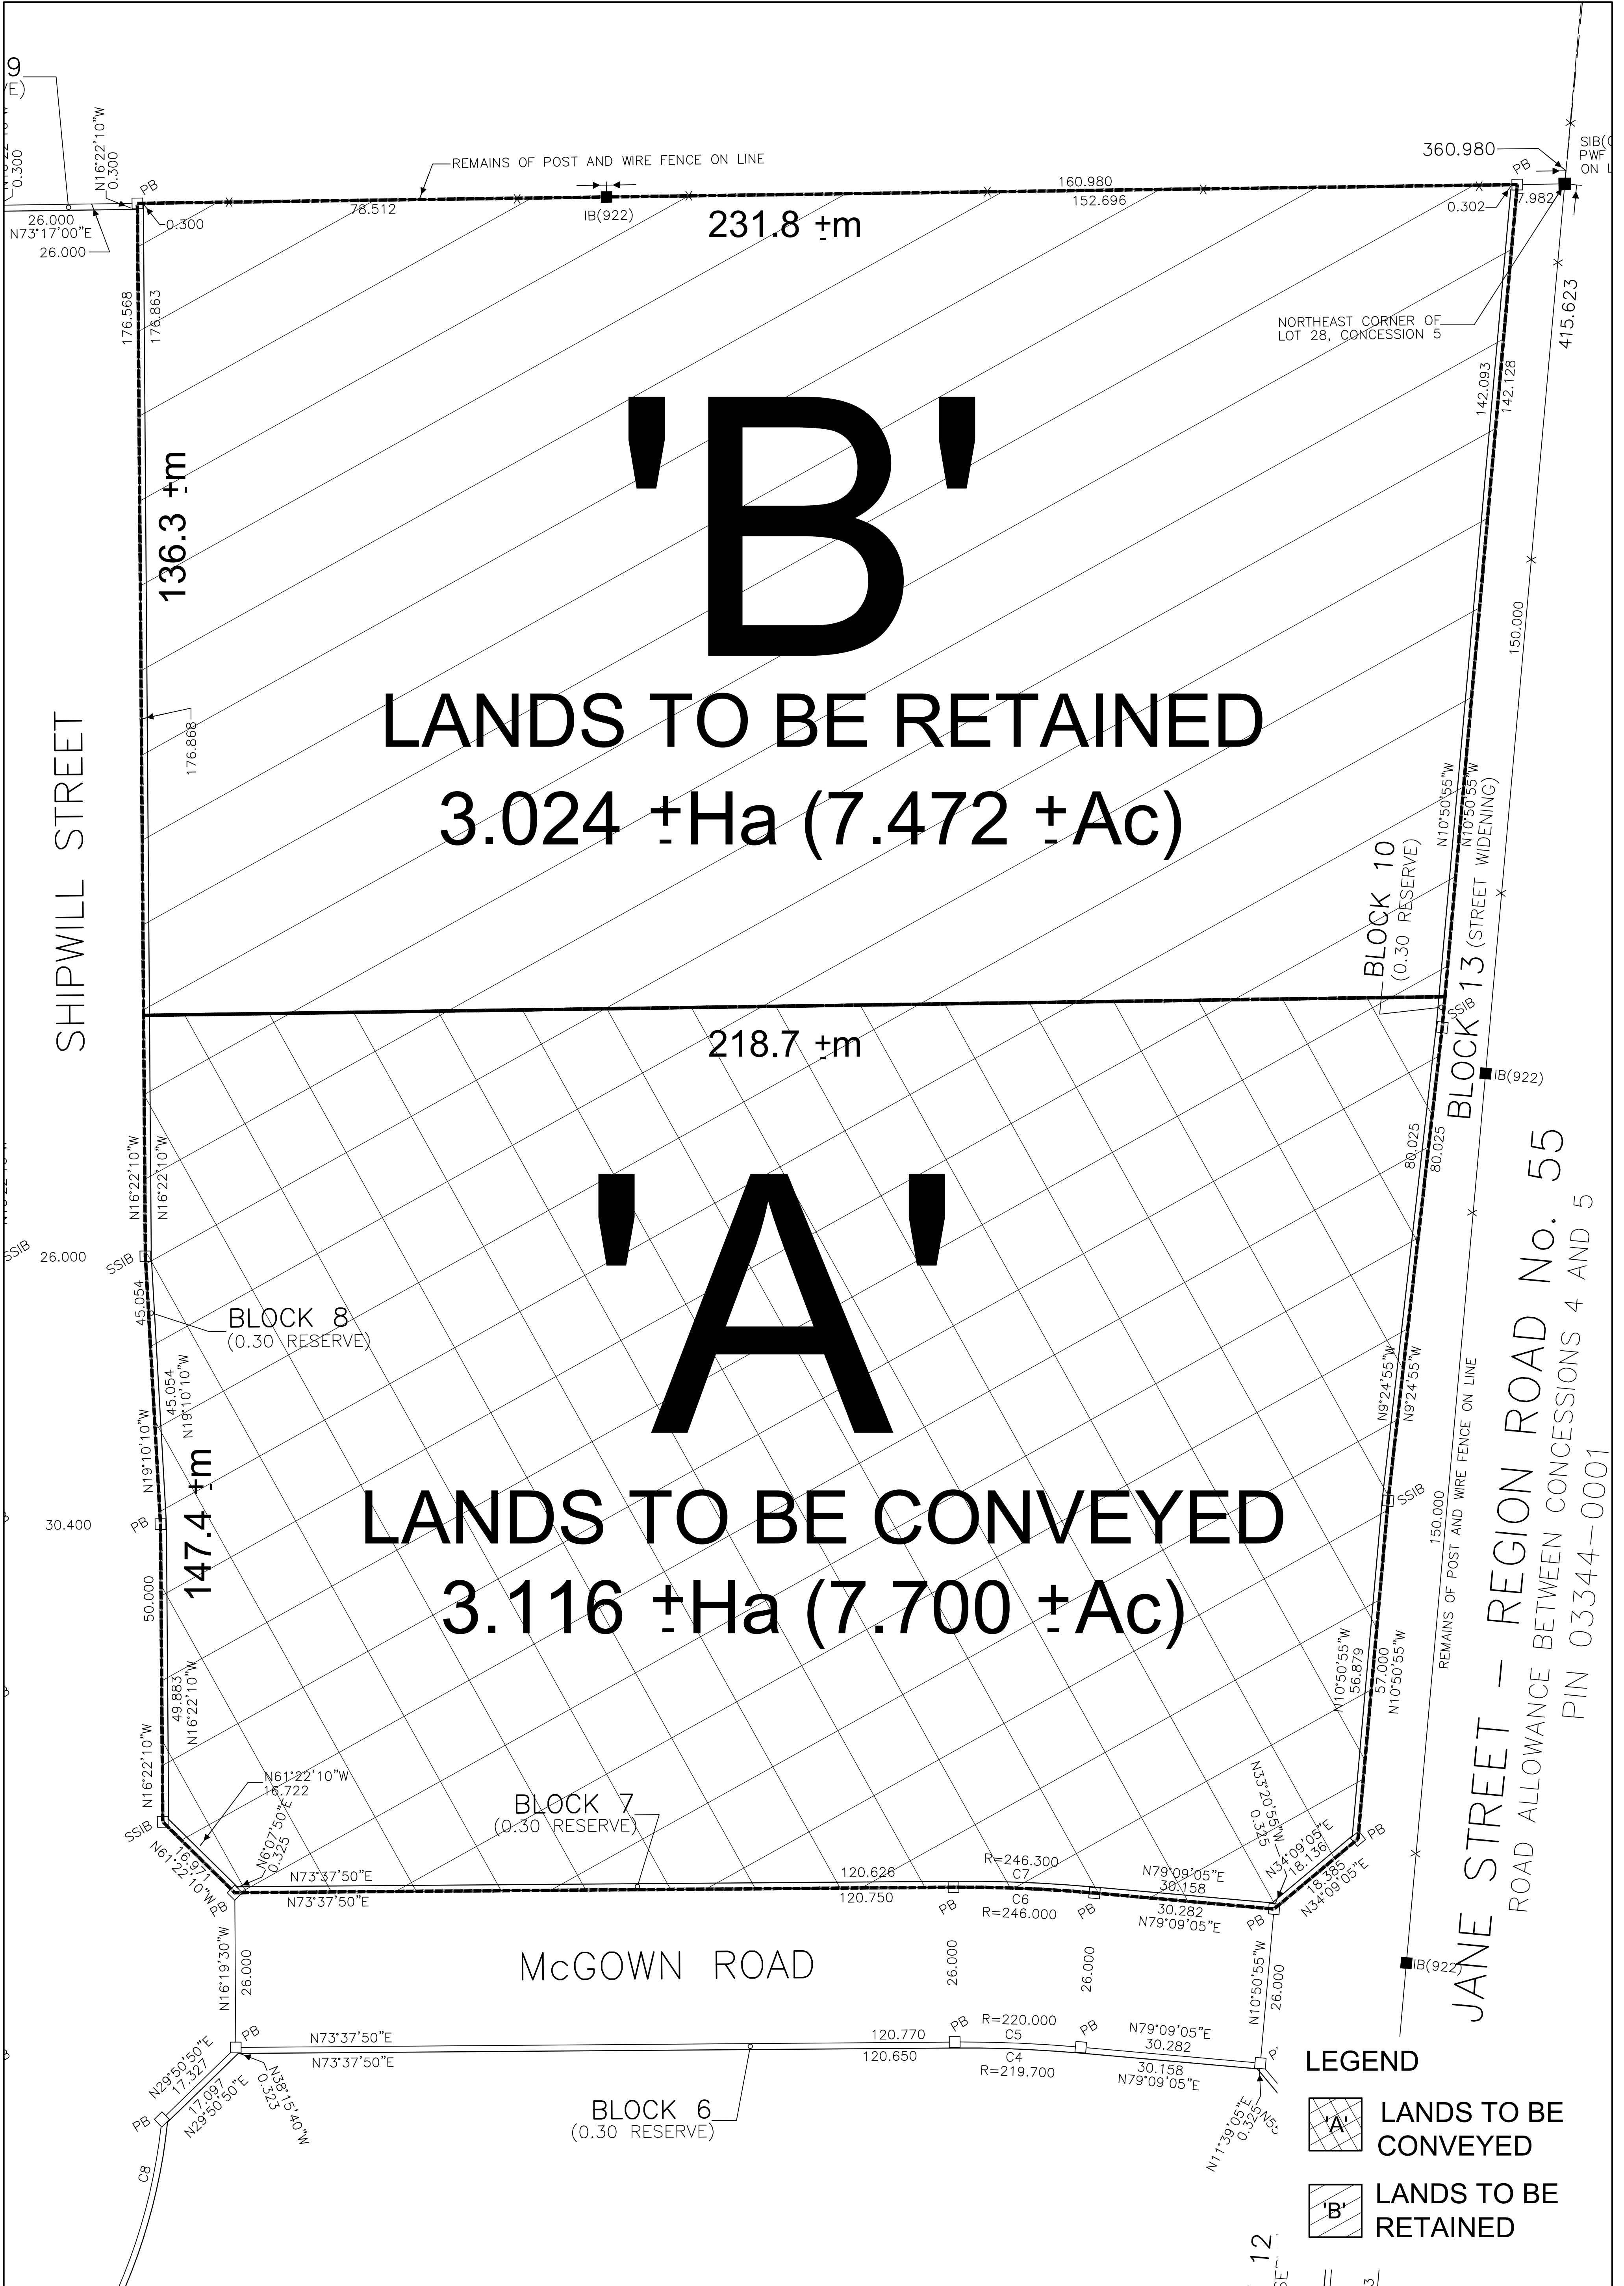 9
/E)
0.300
N16°22'10"W
0.300
26.000
N73°17'00"E
26.000
PB
0.300
REMAINS OF POST AND WIRE FENCE ON LINE
78.512
IB(922)
160.980
152.696
231.8 ±m
360.980
PB
SIB(
PWF
ON L
0.302
7.982
NORTHEAST CORNER OF
LOT 28, CONCESSION 5
415.623
176.568
176.863
142.093
142.128
136.3 ±m
'B'
LANDS TO BE RETAINED
3.024 ±Ha (7.472 ±Ac)
176.868
150.000
SHIPWILL STREET
N10°50'55"W
N10°50'55"W
BLOCK 10
(0.30 RESERVE)
BLOCK 13 (STREET WIDENING)
SSIB
218.7 ±m
IB(922)
N16°22'10"W
N16°22'10"W
80.025
80.025
'A'
SSIB
26.000
SSIB
45.054
BLOCK 8
(0.30 RESERVE)
45.054
N19°10'10"W
N19°10'10"W
N9°24'55"W
N9°24'55"W
147.4 ±m
LANDS TO BE CONVEYED
3.116 ±Ha (7.700 ±Ac)
30.400
PB
SSIB
150.000
REMAINS OF POST AND WIRE FENCE ON LINE
JANE STREET – REGION ROAD No. 55
ROAD ALLOWANCE BETWEEN CONCESSIONS 4 AND 5
PIN 03344–0001
50.000
49.883
N16°22'10"W
N16°22'10"W
N10°50'55"W
56.879
57.000
N10°50'55"W
SSIB
N61°22'10"W
16.722
16.971
N61°22'10"W
N6°07'50"E
0.325
PB
BLOCK 7
(0.30 RESERVE)
N73°37'50"E
N73°37'50"E
120.626
120.750
R=246.300
C7
C6
R=246.000
PB
PB
N79°09'05"E
30.158
30.282
N79°09'05"E
N33°20'55"W
0.325
N34°09'05"E
18.136
18.385
N34°09'05"E
PB
PB
N16°19'30"W
26.000
McGOWN ROAD
26.000
26.000
N10°50'55"W
26.000
IB(922)
PB
N73°37'50"E
N73°37'50"E
120.770
120.650
PB
R=220.000
C5
C4
R=219.700
PB
N79°09'05"E
30.282
30.158
N79°09'05"E
N29°50'50"E
17.327
17.097
N29°50'50"E
N38°15'40"W
0.323
PB
C8
BLOCK 6
(0.30 RESERVE)
N11°39'05"E
0.325
LEGEND
'A'
LANDS TO BE
CONVEYED
'B'
LANDS TO BE
RETAINED
12